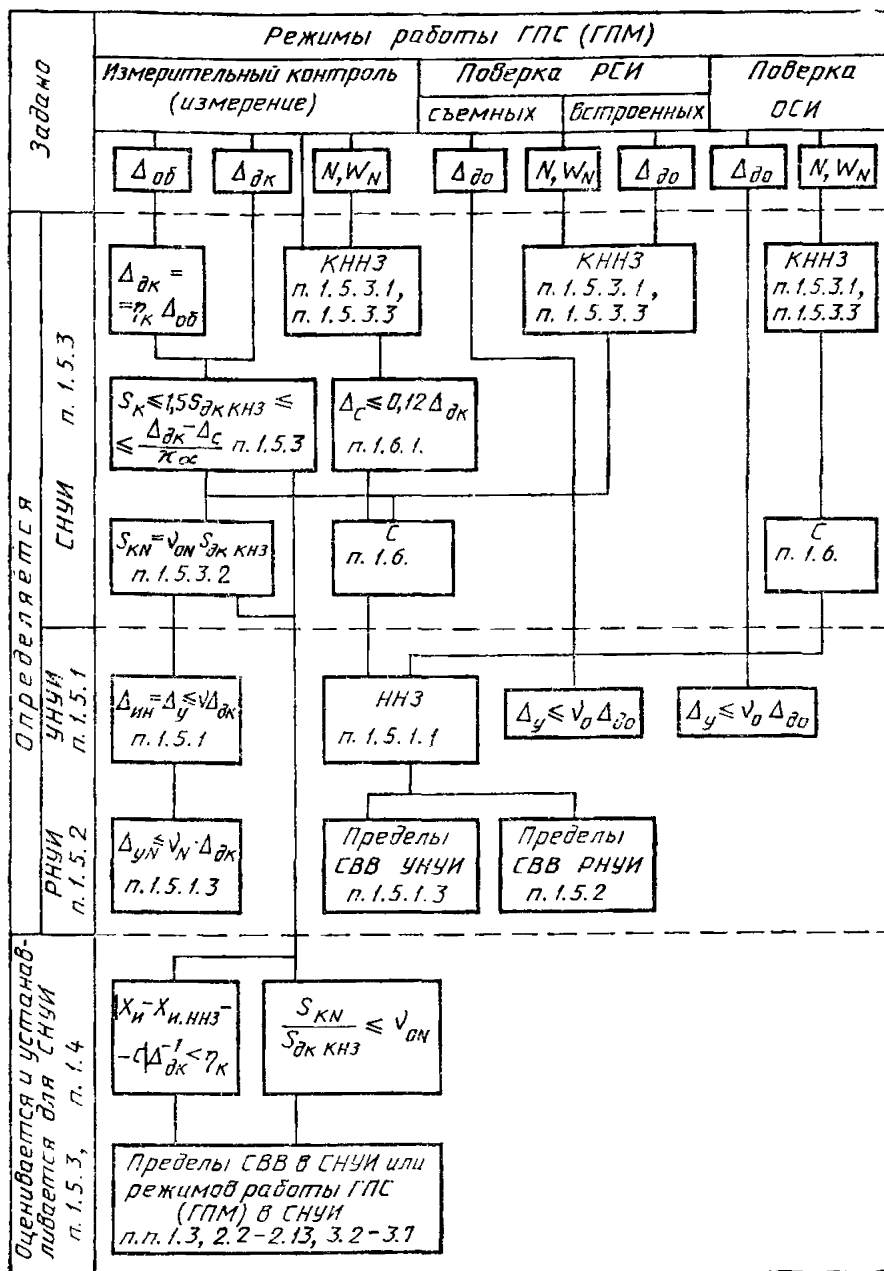 Режимы работы ГПС (ГПМ)
Задано
Измерительный контроль
(измерение)
Поверка РСИ
съемных
встроенных
Поверка
ОСИ
Δоб
Δдк
N, WN
Δдо
N, WN
Δдо
Δдо
N, WN
Определяется
СНУИ п. 1.5.3
Δдк =
=ηк Δоб
КННЗ
п. 1.5.3.1,
п. 1.5.3.3
КННЗ
п. 1.5.3.1,
п. 1.5.3.3
КННЗ
п. 1.5.3.1,
п. 1.5.3.3
Sк ≤ 1,5 Sдк КНЗ ≤
≤ (Δдк − Δс)/(ϰα) п. 1.5.3
Δс ≤ 0,12 Δдк
п. 1.6.1.
SкN = νоN Sдк КНЗ
п. 1.5.3.2
С
п. 1.6.
С
п. 1.6.
УНУИ
п. 1.5.1
Δин = Δу ≤ νΔдк
п. 1.5.1
ННЗ
п. 1.5.1.1
Δу ≤ νо Δдо
Δу ≤ νо Δдо
РНУИ
п. 1.5.2
ΔуN ≤ νN · Δдк
п. 1.5.1.3
Пределы
СВВ УНУИ
п. 1.5.1.3
Пределы
СВВ РНУИ
п. 1.5.2
Оценивается и устанав-
ливается для СНУИ
п. 1.5.3, п. 1.4
|Xи − Xи.ННЗ −
− С|Δдк⁻¹ < ηк
SкN / Sдк КНЗ ≤ νоN
Пределы СВВ в СНУИ или
режимов работы ГПС
(ГПМ) в СНУИ
п.п. 1.3, 2.2 − 2.13, 3.2 − 3.7